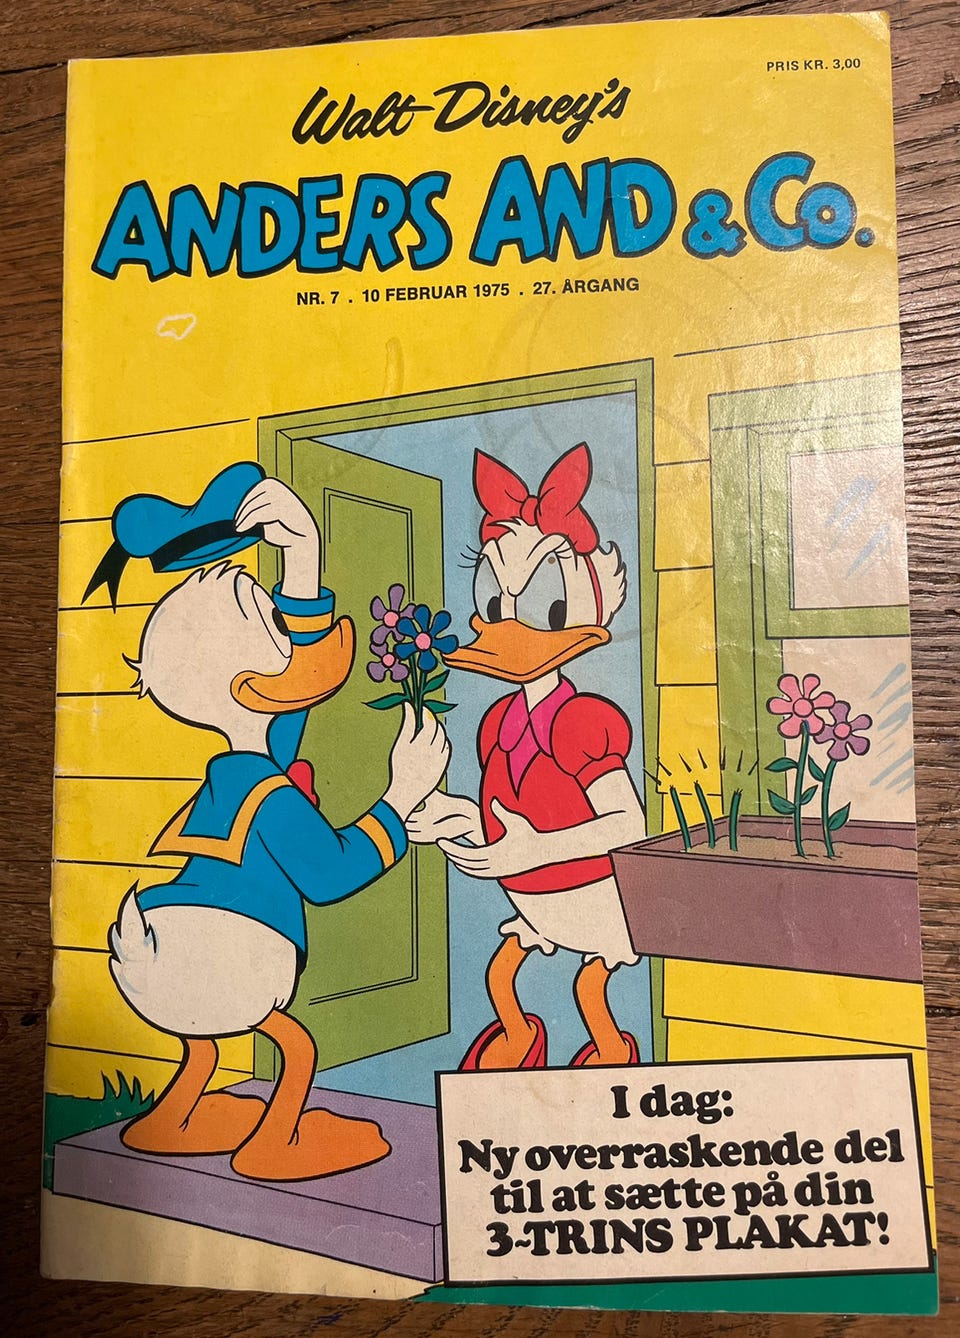 PRIS KR. 3,00
Walt Disney's
ANDERS AND & Co.
NR. 7 . 10 FEBRUAR 1975 . 27. ÅRGANG
I dag:
Ny overraskende del
til at sætte på din
3-TRINS PLAKAT!